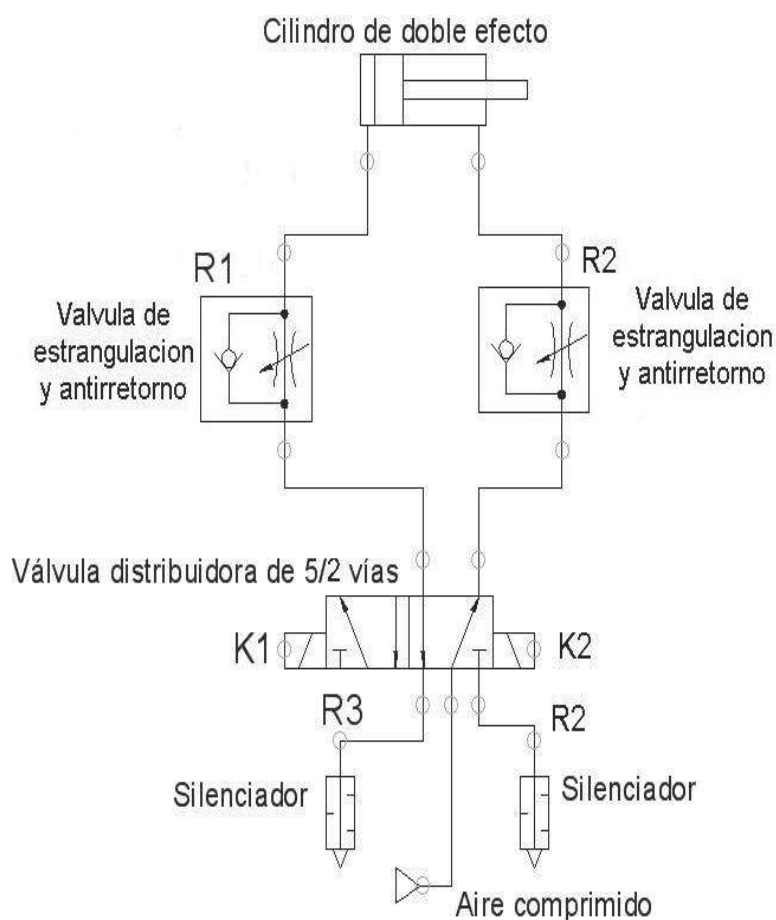 Cilindro de doble efecto
R1
R2
Valvula de
estrangulacion
y antirretorno
Valvula de
estrangulacion
y antirretorno
Válvula distribuidora de 5/2 vías
K1
K2
R3
R2
Silenciador
Silenciador
Aire comprimido